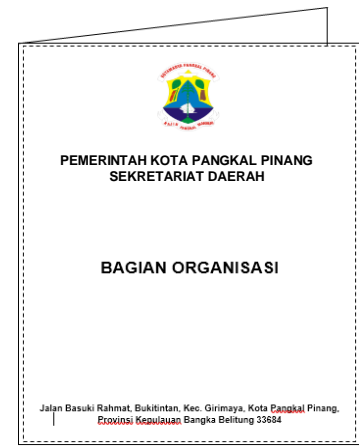 PEMERINTAH KOTA PANGKAL PINANG
SEKRETARIAT DAERAH
BAGIAN ORGANISASI
Jalan Basuki Rahmat, Bukitintan, Kec. Girimaya, Kota Pangkal Pinang,
Provinsi Kepulauan Bangka Belitung 33684